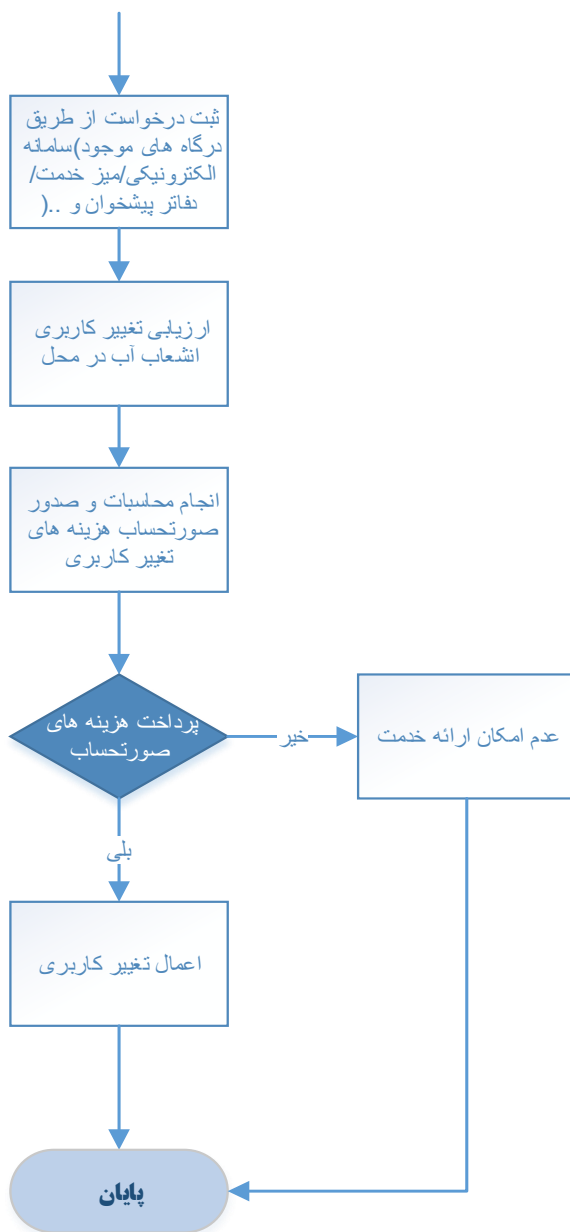 ثبت درخواست از طریق
درگاه های موجود)سامانه
الکترونیکی/میز خدمت/
دفاتر پیشخوان و ..(
ارزیابی تغییر کاربری
انشعاب آب در محل
انجام محاسبات و صدور
صورتحساب هزینه های
تغییر کاربری
پرداخت هزینه های
صورتحساب
خیر
عدم امکان ارائه خدمت
بلی
اعمال تغییر کاربری
پایان